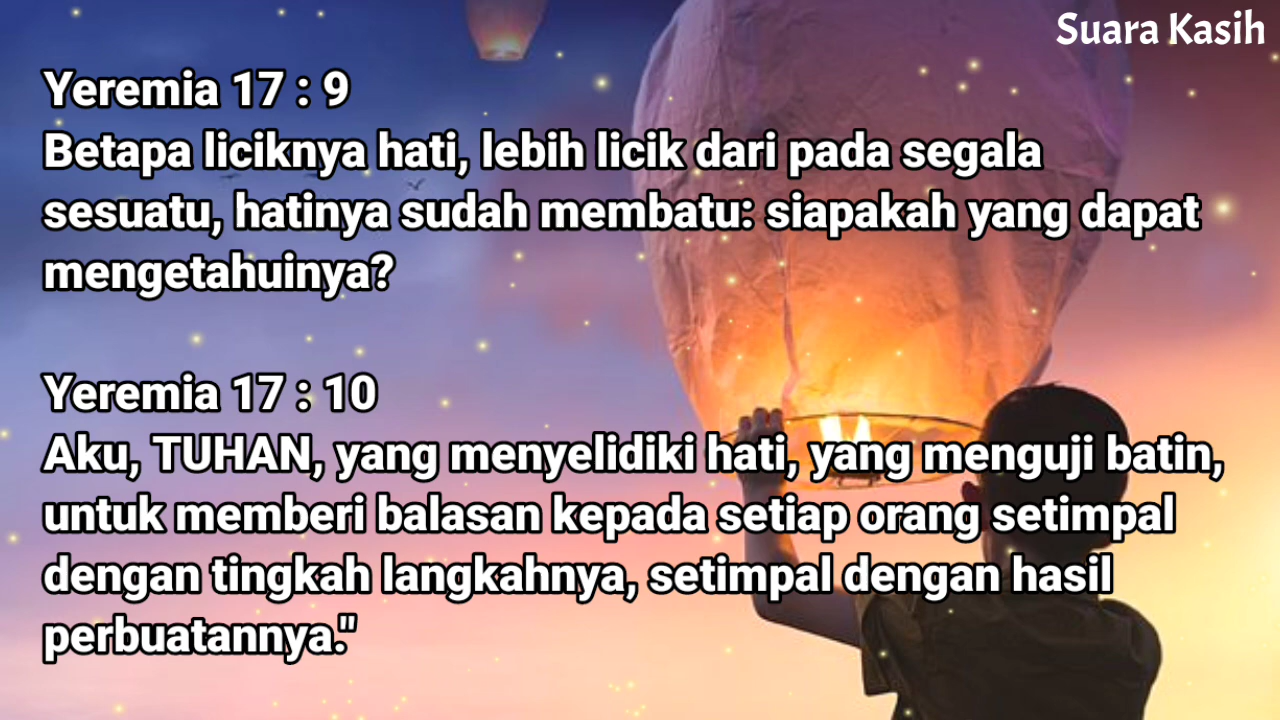 Suara Kasih
Yeremia 17 : 9
Betapa liciknya hati, lebih licik dari pada segala
sesuatu, hatinya sudah membatu: siapakah yang dapat
mengetahuinya?
Yeremia 17 : 10
Aku, TUHAN, yang menyelidiki hati, yang menguji batin,
untuk memberi balasan kepada setiap orang setimpal
dengan tingkah langkahnya, setimpal dengan hasil
perbuatannya."